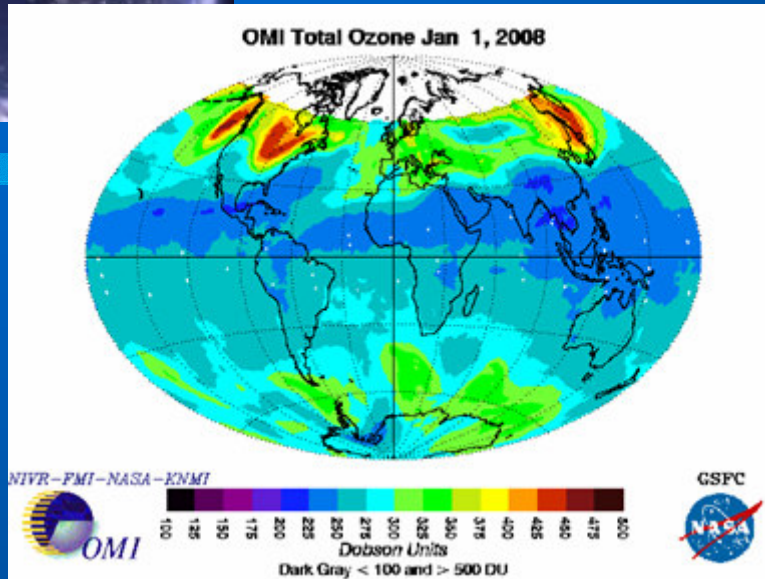 OMI Total Ozone Jan 1, 2008
NIVR-FMI-NASA-KNMI
GSFC
100 125 150 175 200 225 250 275 300 325 350 375 400 425 450 475 500
OMI
Dobson Units
NASA
Dark Gray < 100 and > 500 DU